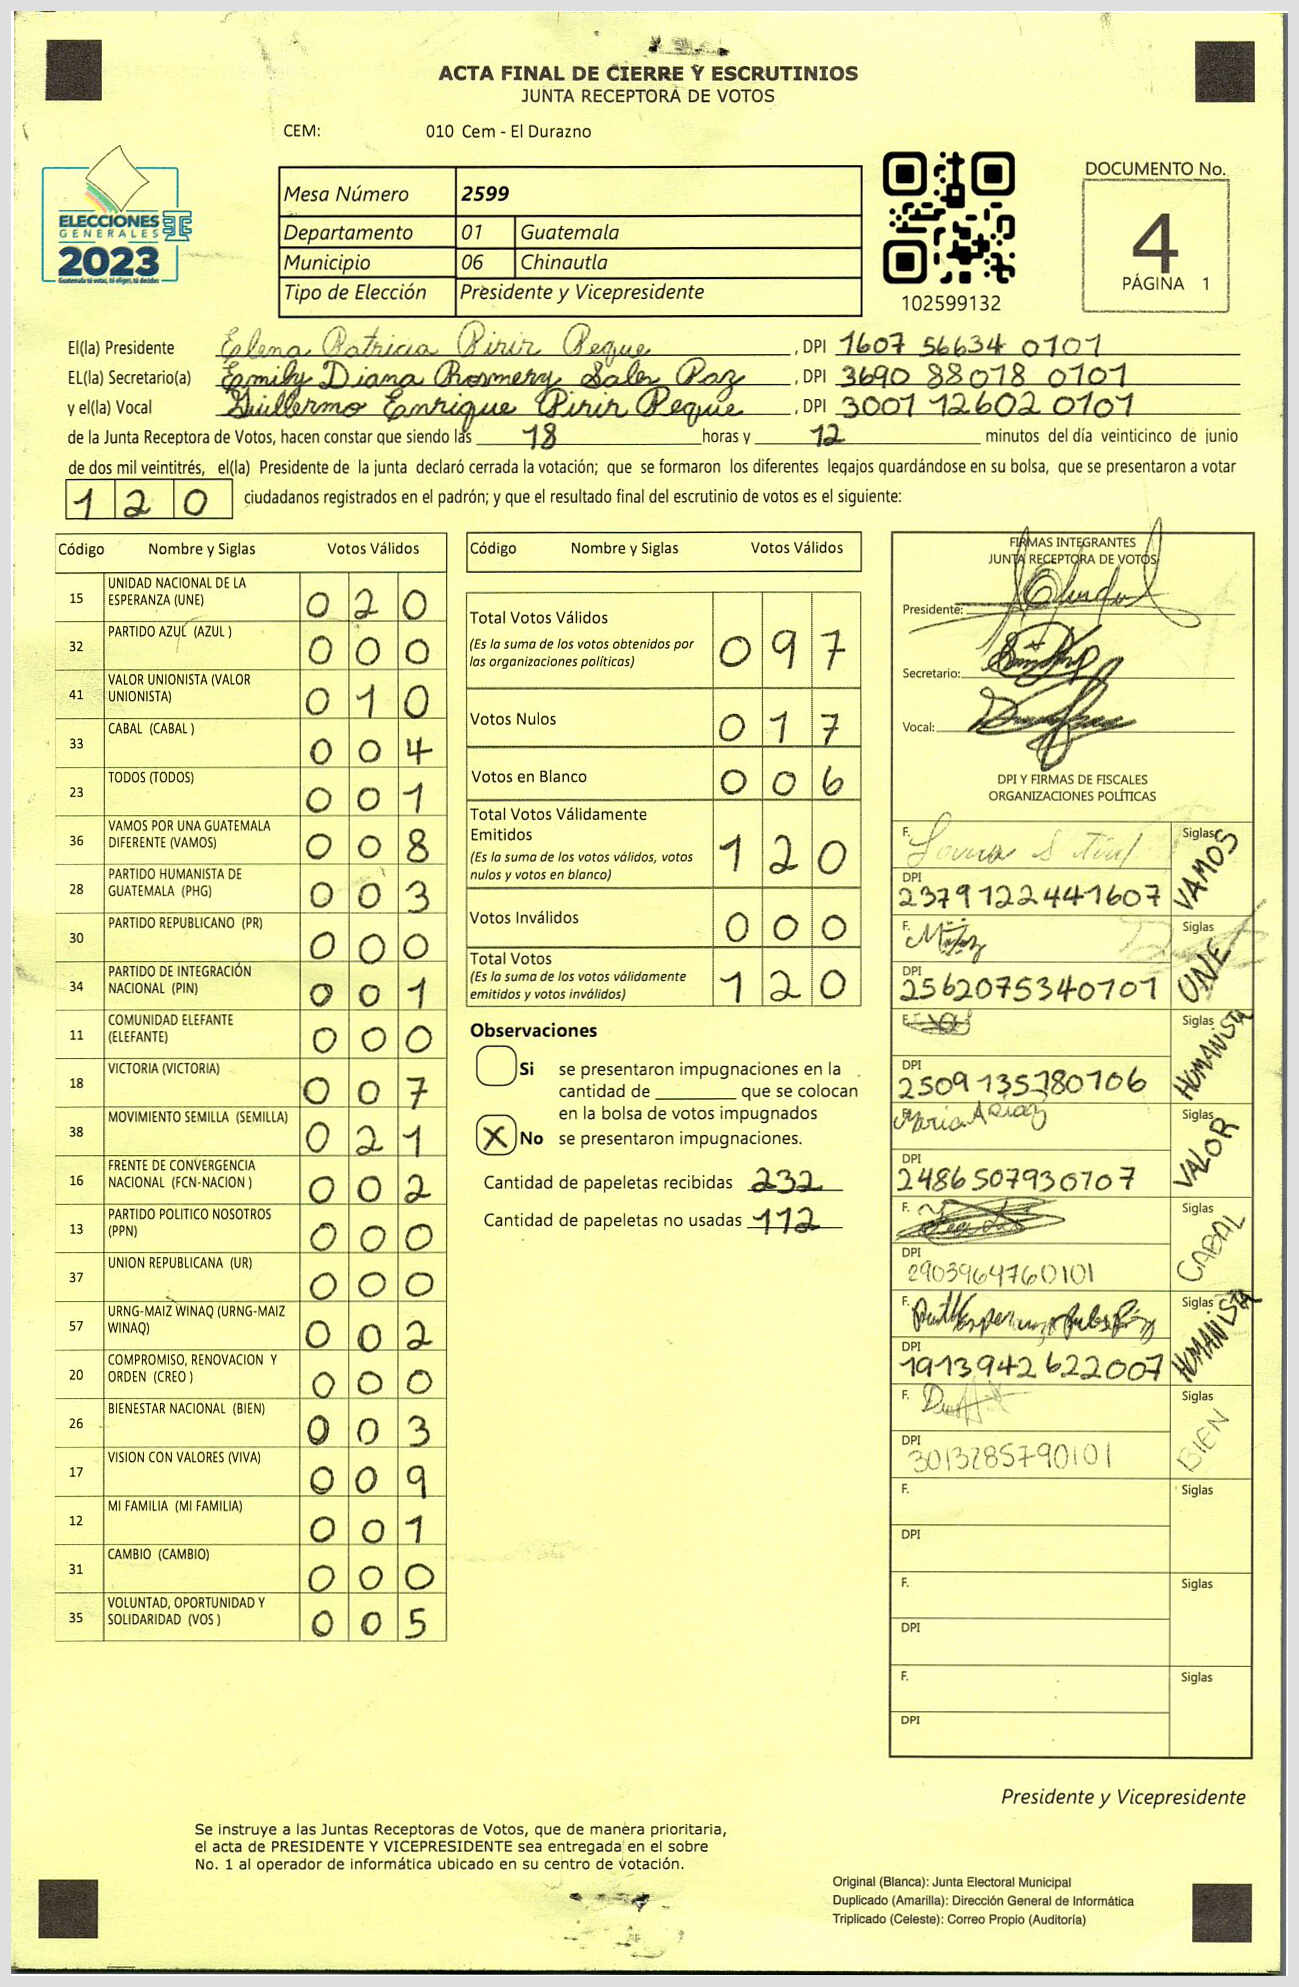 ACTA FINAL DE CIERRE Y ESCRUTINIOS
JUNTA RECEPTORA DE VOTOS
CEM: 010 Cem - El Durazno
ELECCIONES
GENERALES
2023
Mesa Número 2599
Departamento 01 Guatemala
Municipio 06 Chinautla
Tipo de Elección Presidente y Vicepresidente
102599132
DOCUMENTO No.
4
PÁGINA 1
El(la) Presidente Elena Patricia Pirir Peque, DPI 1607 56634 0101
EL(la) Secretario(a) Emily Diana Rosmery Soler Paz, DPI 3690 88018 0101
y el(la) Vocal Guillermo Enrique Pirir Peque, DPI 3001 12602 0101
de la Junta Receptora de Votos, hacen constar que siendo las 18 horas y 12 minutos del día veinticinco de junio
de dos mil veintitrés, el(la) Presidente de la junta declaró cerrada la votación; que se formaron los diferentes legajos guardándose en su bolsa, que se presentaron a votar
120 ciudadanos registrados en el padrón; y que el resultado final del escrutinio de votos es el siguiente:
Código Nombre y Siglas Votos Válidos
15 UNIDAD NACIONAL DE LA ESPERANZA (UNE) 0 2 0
32 PARTIDO AZUL (AZUL ) 0 0 0
41 VALOR UNIONISTA (VALOR UNIONISTA) 0 1 0
33 CABAL (CABAL ) 0 0 4
23 TODOS (TODOS) 0 0 1
36 VAMOS POR UNA GUATEMALA DIFERENTE (VAMOS) 0 0 8
28 PARTIDO HUMANISTA DE GUATEMALA (PHG) 0 0 3
30 PARTIDO REPUBLICANO (PR) 0 0 0
34 PARTIDO DE INTEGRACIÓN NACIONAL (PIN) 0 0 1
11 COMUNIDAD ELEFANTE (ELEFANTE) 0 0 0
18 VICTORIA (VICTORIA) 0 0 7
38 MOVIMIENTO SEMILLA (SEMILLA) 0 2 1
16 FRENTE DE CONVERGENCIA NACIONAL (FCN-NACION ) 0 0 2
13 PARTIDO POLITICO NOSOTROS (PPN) 0 0 0
37 UNION REPUBLICANA (UR) 0 0 0
57 URNG-MAIZ WINAQ (URNG-MAIZ WINAQ) 0 0 2
20 COMPROMISO, RENOVACION Y ORDEN (CREO ) 0 0 0
26 BIENESTAR NACIONAL (BIEN) 0 0 3
17 VISION CON VALORES (VIVA) 0 0 9
12 MI FAMILIA (MI FAMILIA) 0 0 1
31 CAMBIO (CAMBIO) 0 0 0
35 VOLUNTAD, OPORTUNIDAD Y SOLIDARIDAD (VOS ) 0 0 5
Código Nombre y Siglas Votos Válidos
Total Votos Válidos 0 9 7
(Es la suma de los votos obtenidos por
las organizaciones políticas)
Votos Nulos 0 1 7
Votos en Blanco 0 0 6
Total Votos Válidamente
Emitidos 1 2 0
(Es la suma de los votos válidos, votos
nulos y votos en blanco)
Votos Inválidos 0 0 0
Total Votos 1 2 0
(Es la suma de los votos válidamente
emitidos y votos inválidos)
Observaciones
Si se presentaron impugnaciones en la
cantidad de ________ que se colocan
en la bolsa de votos impugnados
X No se presentaron impugnaciones.
Cantidad de papeletas recibidas 232
Cantidad de papeletas no usadas 112
FIRMAS INTEGRANTES
JUNTA RECEPTORA DE VOTOS
Presidente:
Secretario:
Vocal:
DPI Y FIRMAS DE FISCALES
ORGANIZACIONES POLÍTICAS
F. Siglas VAMOS
DPI 2379122441607
F. Siglas UNE
DPI 2562075340101
F. Siglas HUMANISTA
DPI 2509135780106
F. Maria A Diaz Siglas VALOR
DPI 2486507930107
F. Siglas CABAL
DPI 2903964760101
F. Siglas HUMANISTA
DPI 1913942622007
F. Siglas BIEN
DPI 3013285790101
F. Siglas
DPI
F. Siglas
DPI
F. Siglas
DPI
Presidente y Vicepresidente
Se instruye a las Juntas Receptoras de Votos, que de manera prioritaria,
el acta de PRESIDENTE Y VICEPRESIDENTE sea entregada en el sobre
No. 1 al operador de informática ubicado en su centro de votación.
Original (Blanca): Junta Electoral Municipal
Duplicado (Amarilla): Dirección General de Informática
Triplicado (Celeste): Correo Propio (Auditoría)